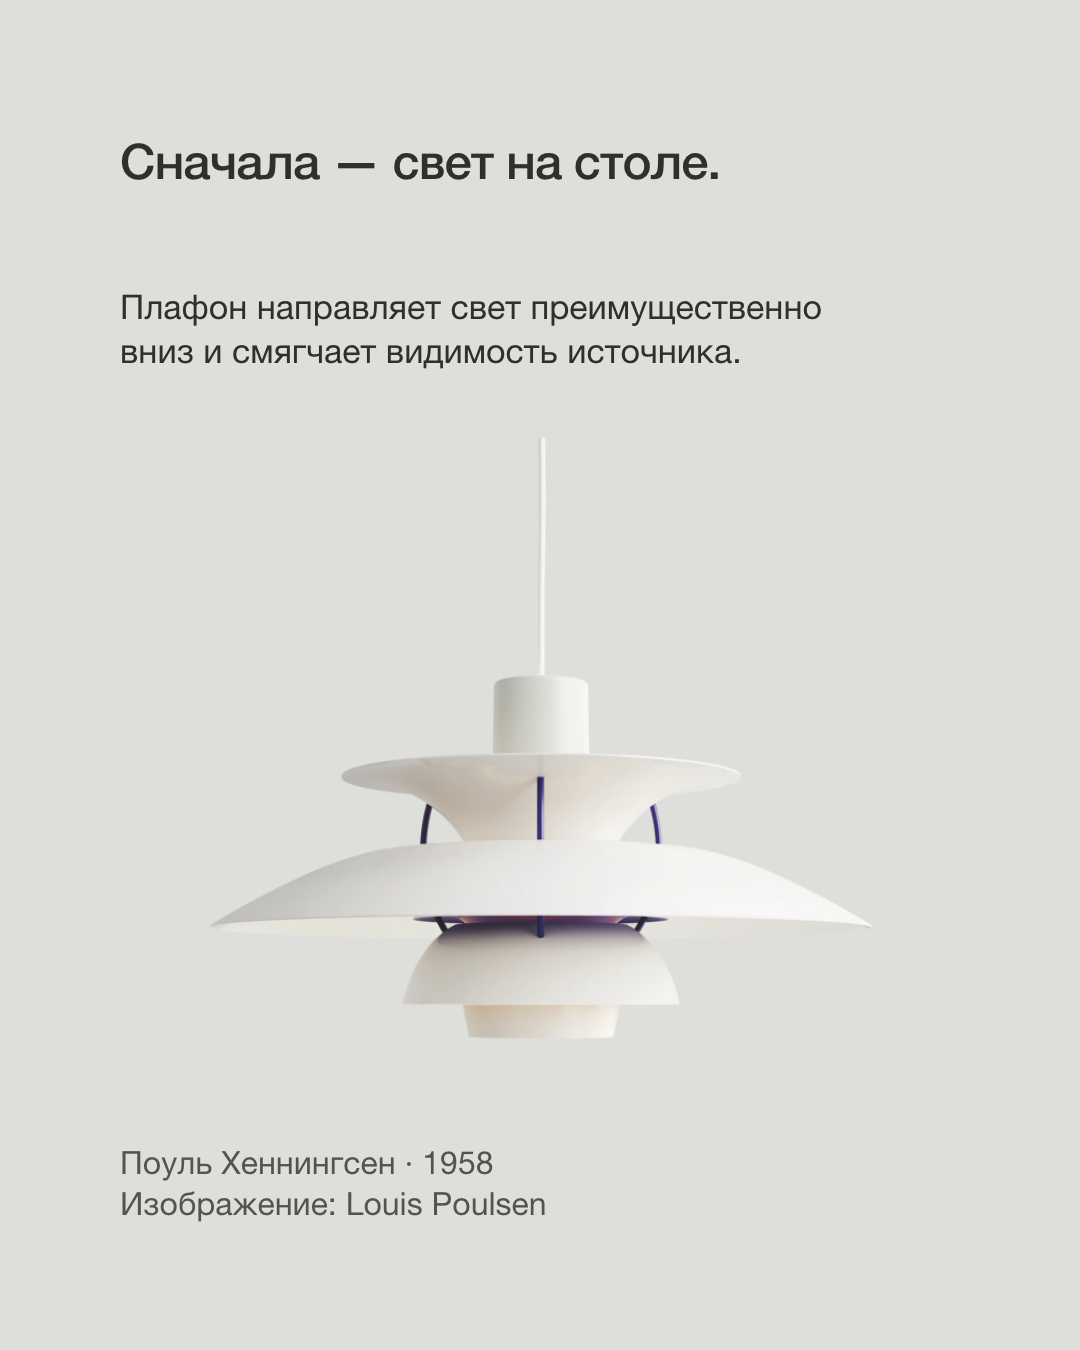 Сначала — свет на столе.
Плафон направляет свет преимущественно
вниз и смягчает видимость источника.
Поуль Хеннингсен · 1958
Изображение: Louis Poulsen